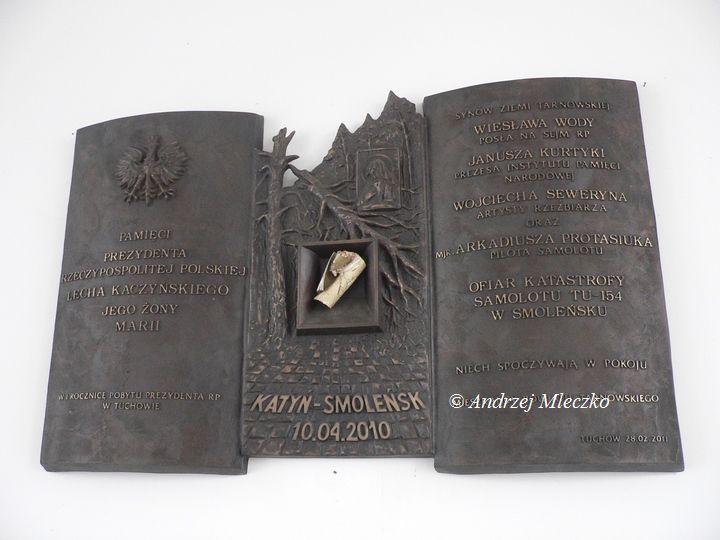 PAMIĘCI
PREZYDENTA
RZECZYPOSPOLITEJ POLSKIEJ
LECHA KACZYŃSKIEGO
JEGO ŻONY
MARII
W I ROCZNICĘ POBYTU PREZYDENTA RP
W TUCHOWIE
KATYŃ-SMOLEŃSK
10.04.2010
SYNÓW ZIEMI TARNOWSKIEJ
WIESŁAWA WODY
POSŁA NA SEJM RP
JANUSZA KURTYKI
PREZESA INSTYTUTU PAMIĘCI
NARODOWEJ
WOJCIECHA SEWERYNA
ARTYSTY RZEŹBIARZA
ORAZ
MJR. ARKADIUSZA PROTASIUKA
PILOTA SAMOLOTU
OFIAR KATASTROFY
SAMOLOTU TU-154
W SMOLEŃSKU
NIECH SPOCZYWAJĄ W POKOJU
TUCHÓW 28.02.2011
© Andrzej Mleczko